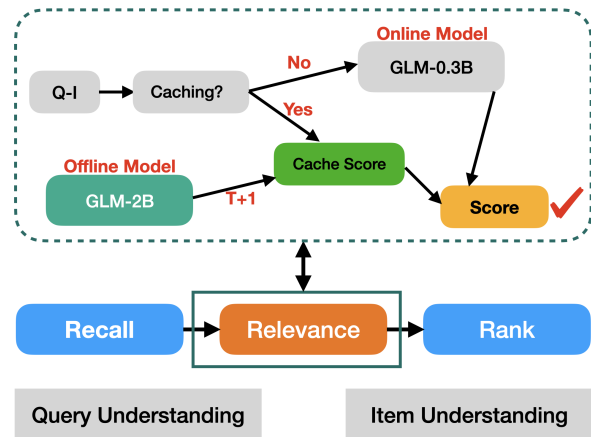 Online Model
No
GLM-0.3B
Q-I
Caching?
Yes
Offline Model
Cache Score
GLM-2B
T+1
Score
Recall
Relevance
Rank
Query Understanding
Item Understanding